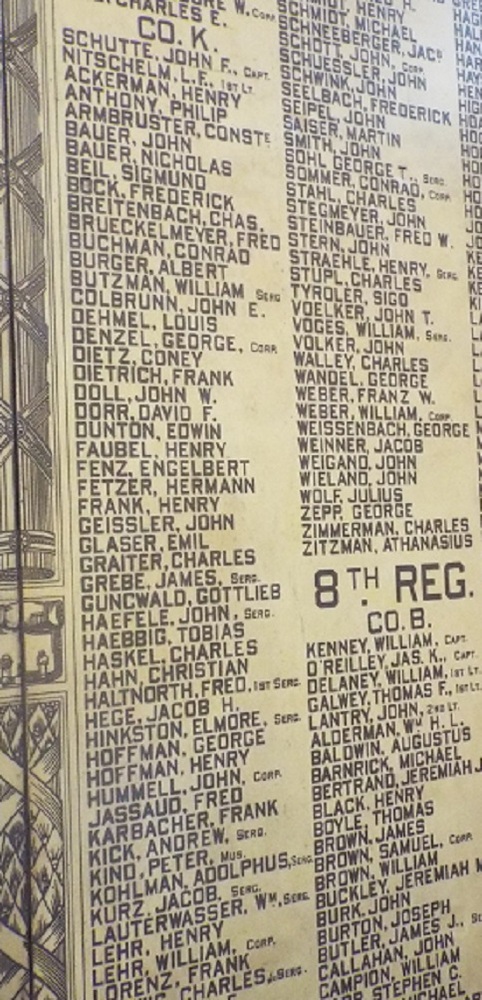 CHARLES E.
CO. K.
SCHUTTE, JOHN F., CAPT.
NITSCHELM, L.F., 1ST LT.
ACKERMAN, HENRY
ANTHONY, PHILIP
ARMBRUSTER, CONSTE
BAUER, JOHN
BAUER, NICHOLAS
BEIL, SIGMUND
BOCK, FREDERICK
BREITENBACH, CHAS.
BRUECKELMEYER, FRED
BUCHMAN, CONRAD
BURGER, ALBERT
BUTZMAN, WILLIAM SERG
COLBRUNN, JOHN E.
DEHMEL, LOUIS
DENZEL, GEORGE, CORP.
DIETZ, CONEY
DIETRICH, FRANK
DOLL, JOHN W.
DORR, DAVID F.
DUNTON, EDWIN
FAUBEL, HENRY
FENZ, ENGELBERT
FETZER, HERMANN
FRANK, HENRY
GEISSLER, JOHN
GLASER, EMIL
GRAITER, CHARLES
GREBE, JAMES, SERG.
GUNCWALD, GOTTLIEB
HAEFELE, JOHN, SERG.
HAEBBIG, TOBIAS
HASKEL, CHARLES
HAHN, CHRISTIAN
HALTNORTH, FRED, 1ST SERG.
HEGE, JACOB H.
HINKSTON, ELMORE, SERG.
HOFFMAN, GEORGE
HOFFMAN, HENRY
HUMMELL, JOHN, CORP.
JASSAUD, FRED
KARBACHER, FRANK
KICK, ANDREW, SERG.
KIND, PETER, MUS.
KOHLMAN, ADOLPHUS, SERG.
KURZ, JACOB, SERG.
LAUTERWASSER, WM, SERG.
LEHR, HENRY
LEHR, WILLIAM, CORP.
LORENZ, FRANK
CHARLES, SERG.
HENRY
SCHMIDT, MICHAEL
SCHNEEBERGER, JACB
SCHOTT, JOHN, CORP.
SCHUESSLER, JOHN
SCHWINK, JOHN
SEELBACH, FREDERICK
SEIPEL, JOHN
SAISER, MARTIN
SMITH, JOHN
SOHL GEORGE T., SERG.
SOMMER, CONRAD, CORP.
STAHL, CHARLES
STEGMEYER, JOHN
STEINBAUER, FRED W.
STERN, JOHN
STRAEHLE, HENRY, SERG.
STUPL, CHARLES
TYROLER, SIGO
VOELKER, JOHN T.
VOGES, WILLIAM, SERG.
VOLKER, JOHN
WALLEY, CHARLES
WANDEL, GEORGE
WEBER, FRANZ W.
WEBER, WILLIAM, CORP.
WEISSENBACH, GEORGE
WEINNER, JACOB
WEIGAND, JOHN
WIELAND, JOHN
WOLF, JULIUS
ZEPP, GEORGE
ZIMMERMAN, CHARLES
ZITZMAN, ATHANASIUS
8TH REG.
CO. B.
KENNEY, WILLIAM, CAPT.
O'REILLEY, JAS. K., CAPT.
DELANEY, WILLIAM, 1ST LT.
GALWEY, THOMAS F., 1ST LT.
LANTRY, JOHN, 2ND LT.
ALDERMAN, WM H. L.
BALDWIN, AUGUSTUS
BARNRICK, MICHAEL
BERTRAND, JEREMIAH J
BLACK, HENRY
BOYLE, THOMAS
BROWN, JAMES
BROWN, SAMUEL, CORP.
BROWN, WILLIAM
BUCKLEY, JEREMIAH M
BURK, JOHN
BURTON, JOSEPH
BUTLER, JAMES J., SE
CALLAHAN, JOHN
CAMPION, WILLIAM
STEPHEN C.